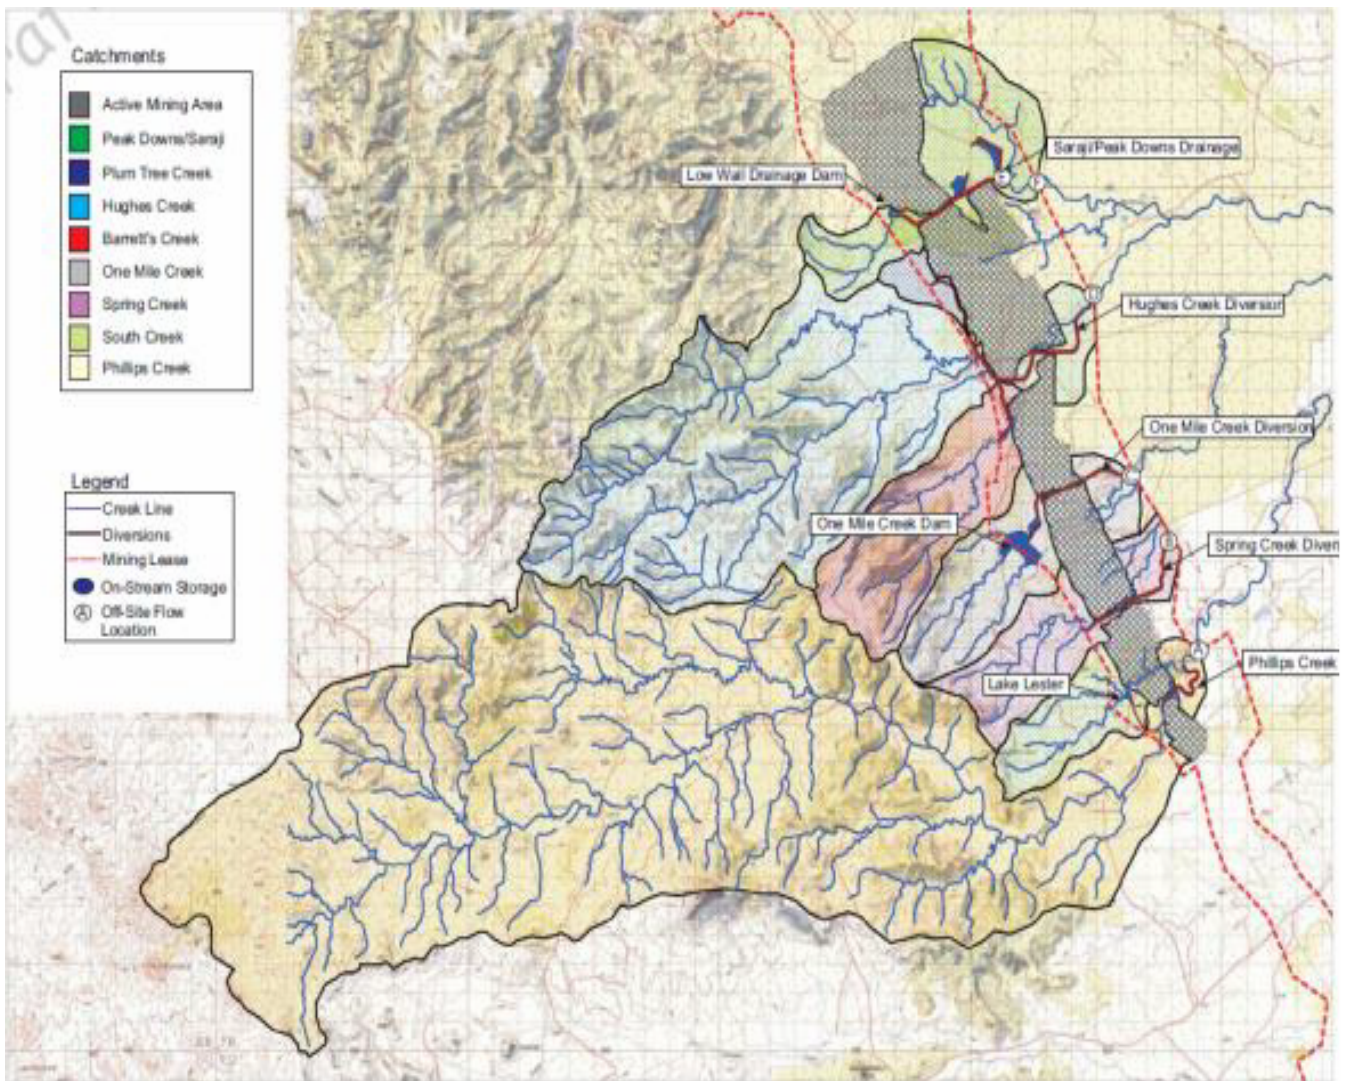 Catchments
Active Mining Area
Peak Downs/Saraji
Plum Tree Creek
Hughes Creek
Barrett's Creek
One Mile Creek
Spring Creek
South Creek
Phillips Creek
Legend
Creek Line
Diversions
Mining Lease
On-Stream Storage
A Off-Site Flow
Location
Saraji/Peak Downs Drainage
Low Wall Drainage Dam
E
F
D
Hughes Creek Diversion
One Mile Creek Diversion
One Mile Creek Dam
B
Spring Creek Diver
A
Phillips Creek
Lake Lester